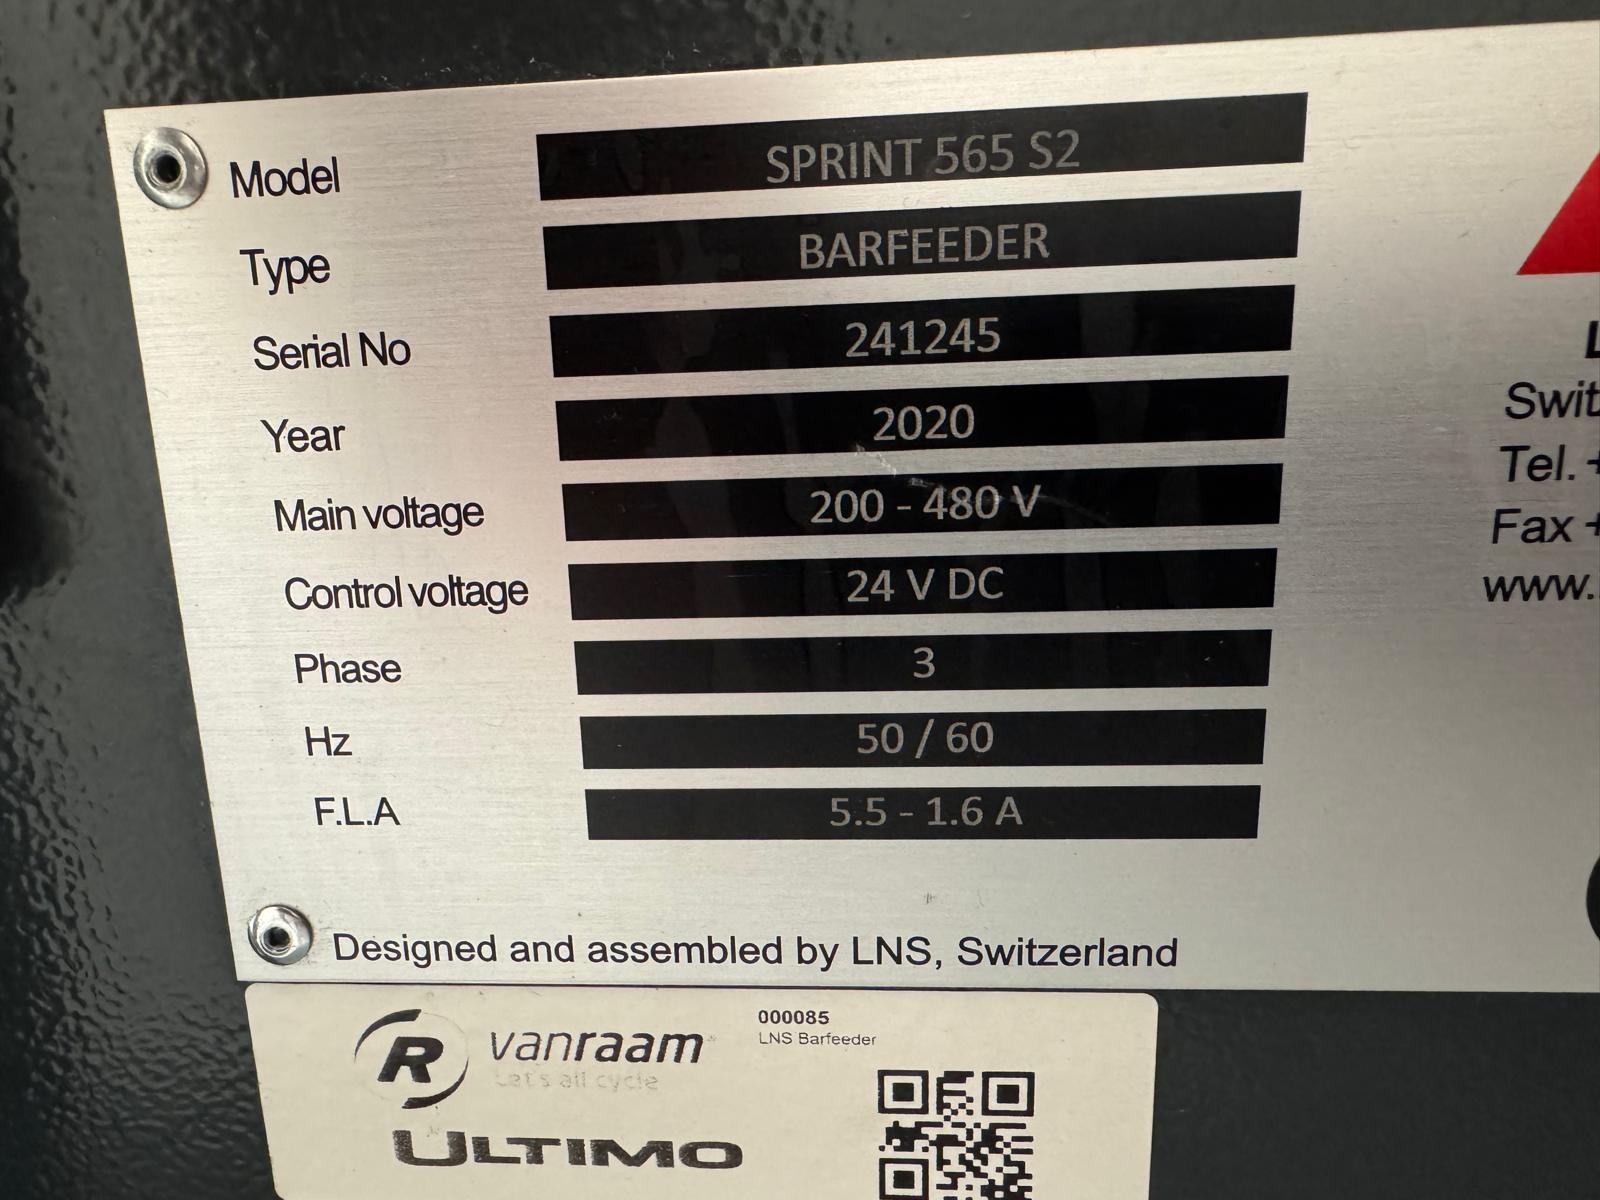 Model SPRINT 565 S2
Type BARFEEDER
Serial No 241245
Year 2020
Main voltage 200 - 480 V
Control voltage 24 V DC
Phase 3
Hz 50 / 60
F.L.A 5.5 - 1.6 A
Designed and assembled by LNS, Switzerland
L
Swit
Tel. +
Fax +
www.
R vanraam
Let's all cycle
000085
LNS Barfeeder
ULTIMO